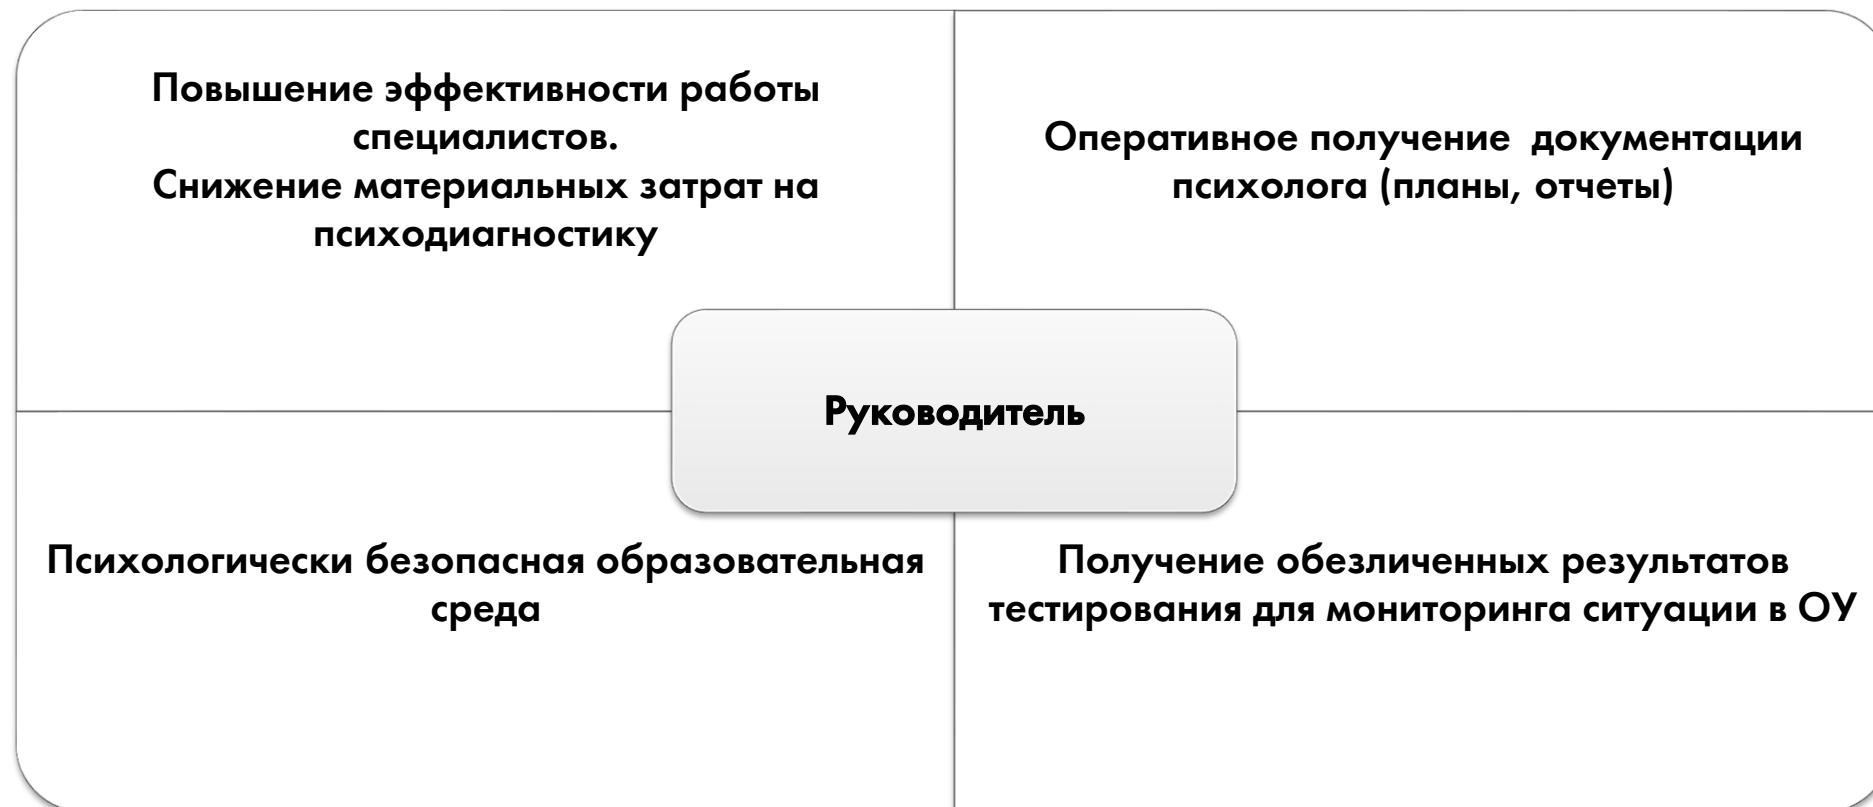 Повышение эффективности работы
специалистов.
Снижение материальных затрат на
психодиагностику
Оперативное получение  документации
психолога (планы, отчеты)
Руководитель
Психологически безопасная образовательная
среда
Получение обезличенных результатов
тестирования для мониторинга ситуации в ОУ